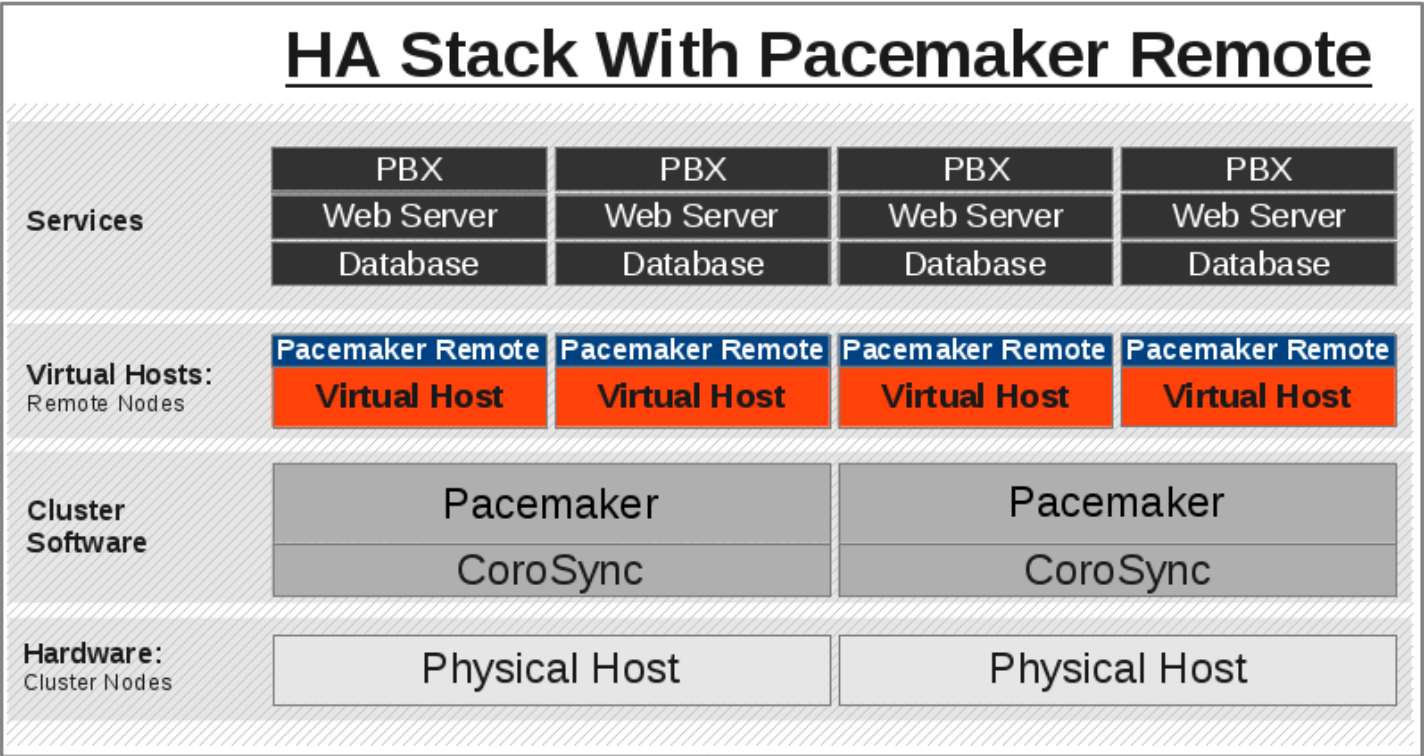 HA Stack With Pacemaker Remote
Services
PBX PBX PBX PBX
Web Server Web Server Web Server Web Server
Database Database Database Database
Virtual Hosts:
Remote Nodes
Pacemaker Remote Pacemaker Remote Pacemaker Remote Pacemaker Remote
Virtual Host Virtual Host Virtual Host Virtual Host
Cluster
Software
Pacemaker Pacemaker
CoroSync CoroSync
Hardware:
Cluster Nodes
Physical Host Physical Host